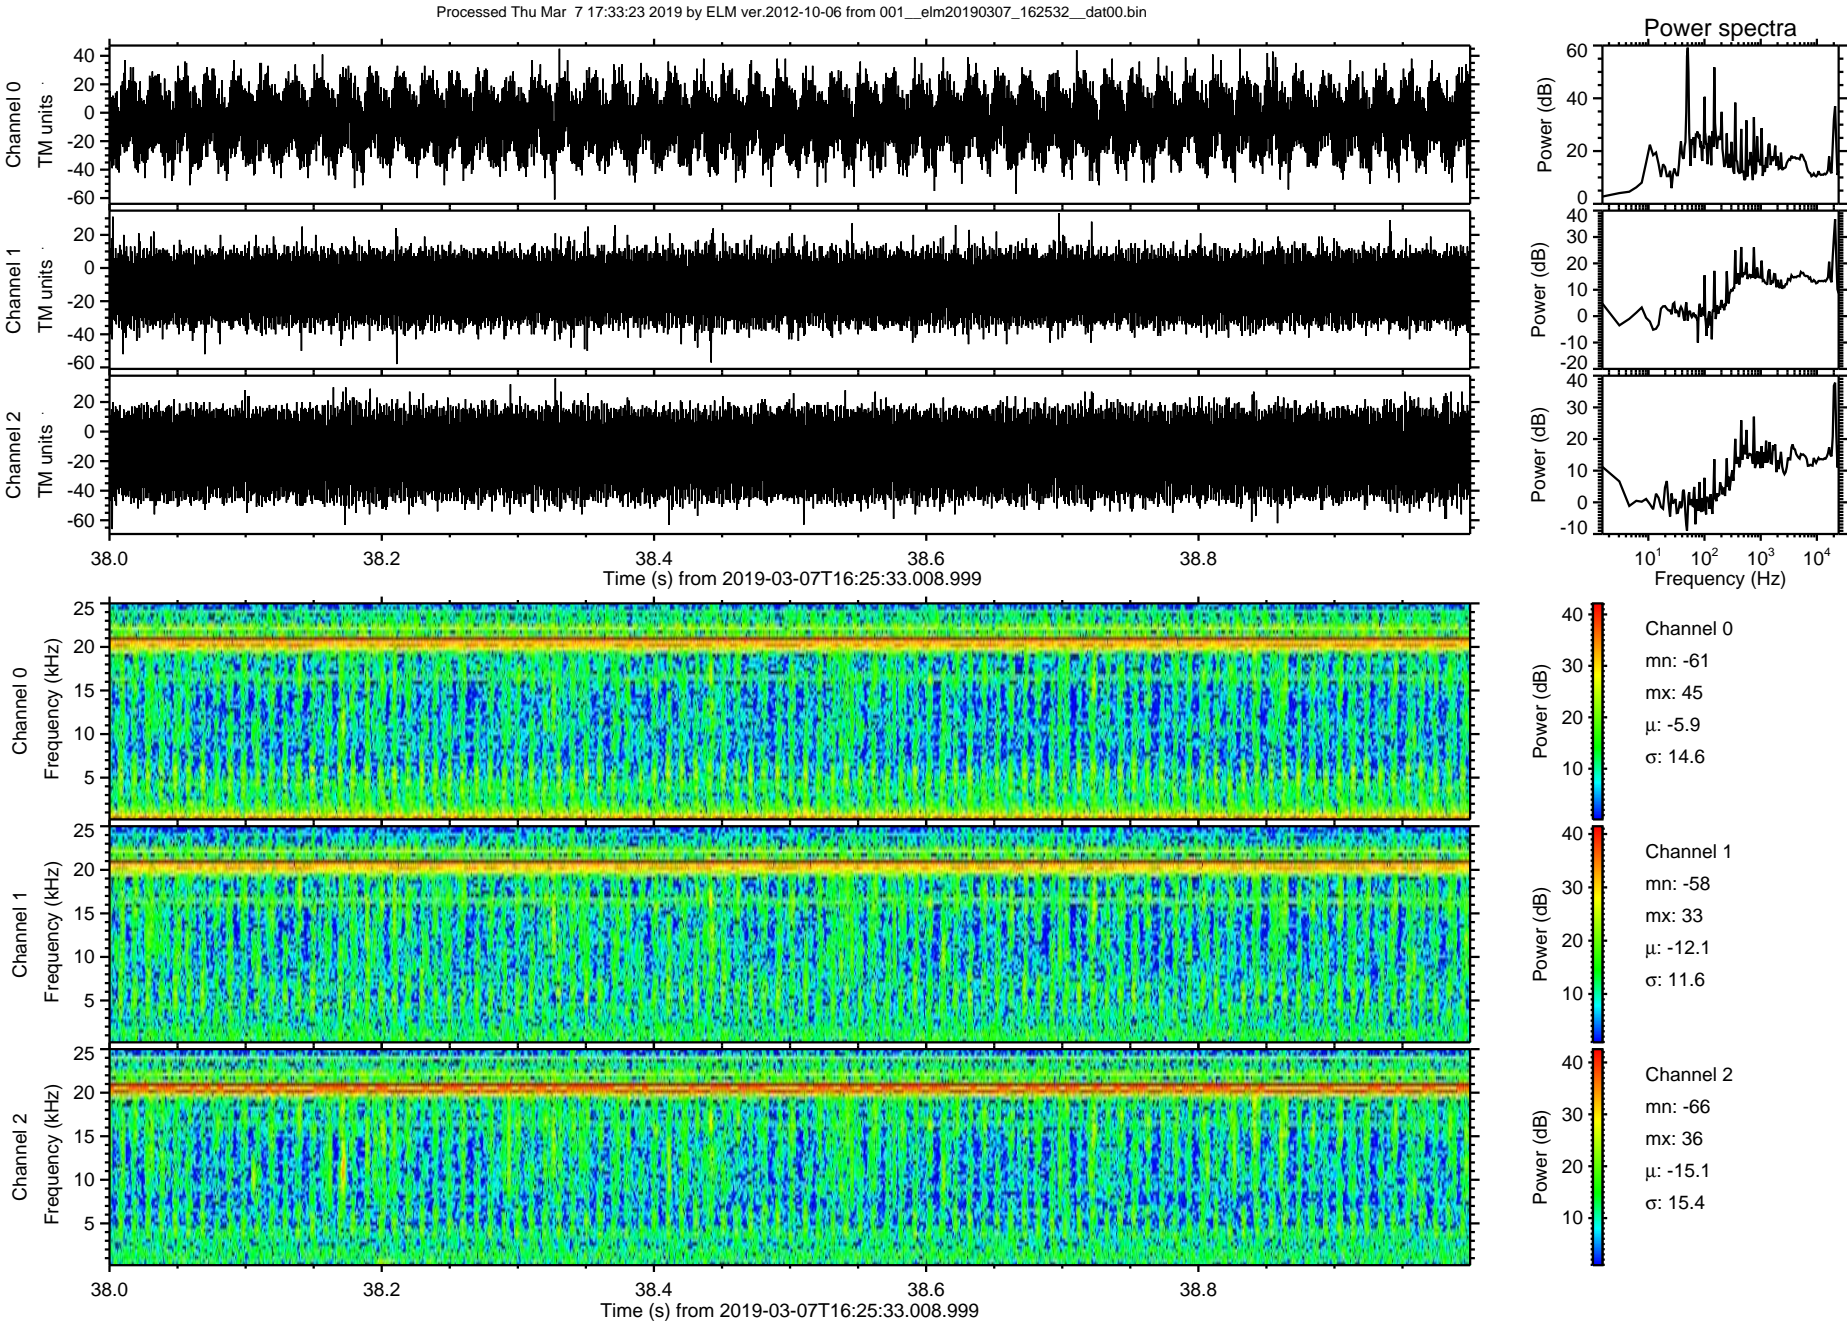 Processed Thu Mar  7 17:33:23 2019 by ELM ver.2012-10-06 from 001__elm20190307_162532__dat00.bin
Power spectra
Channel 0
TM units
40
20
0
-20
-40
-60
Power (dB)
60
40
20
0
Channel 1
TM units
20
0
-20
-40
-60
Power (dB)
40
30
20
10
0
-10
-20
Channel 2
TM units
20
0
-20
-40
-60
Power (dB)
40
30
20
10
0
-10
38.0 38.2 38.4 38.6 38.8
Time (s) from 2019-03-07T16:25:33.008.999
10^1 10^2 10^3 10^4
Frequency (Hz)
Channel 0
Frequency (kHz)
25
20
15
10
5
Power (dB)
40
30
20
10
Channel 0
mn: -61
mx: 45
μ: -5.9
σ: 14.6
Channel 1
Frequency (kHz)
25
20
15
10
5
Power (dB)
40
30
20
10
Channel 1
mn: -58
mx: 33
μ: -12.1
σ: 11.6
Channel 2
Frequency (kHz)
25
20
15
10
5
Power (dB)
40
30
20
10
Channel 2
mn: -66
mx: 36
μ: -15.1
σ: 15.4
38.0 38.2 38.4 38.6 38.8
Time (s) from 2019-03-07T16:25:33.008.999